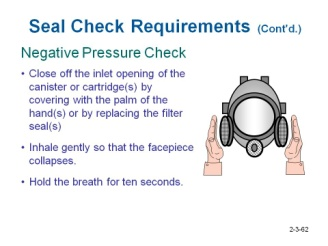 Seal Check Requirements (Cont'd.)
Negative Pressure Check
• Close off the inlet opening of the
canister or cartridge(s) by
covering with the palm of the
hand(s) or by replacing the filter
seal(s)
• Inhale gently so that the facepiece
collapses.
• Hold the breath for ten seconds.
2-3-62